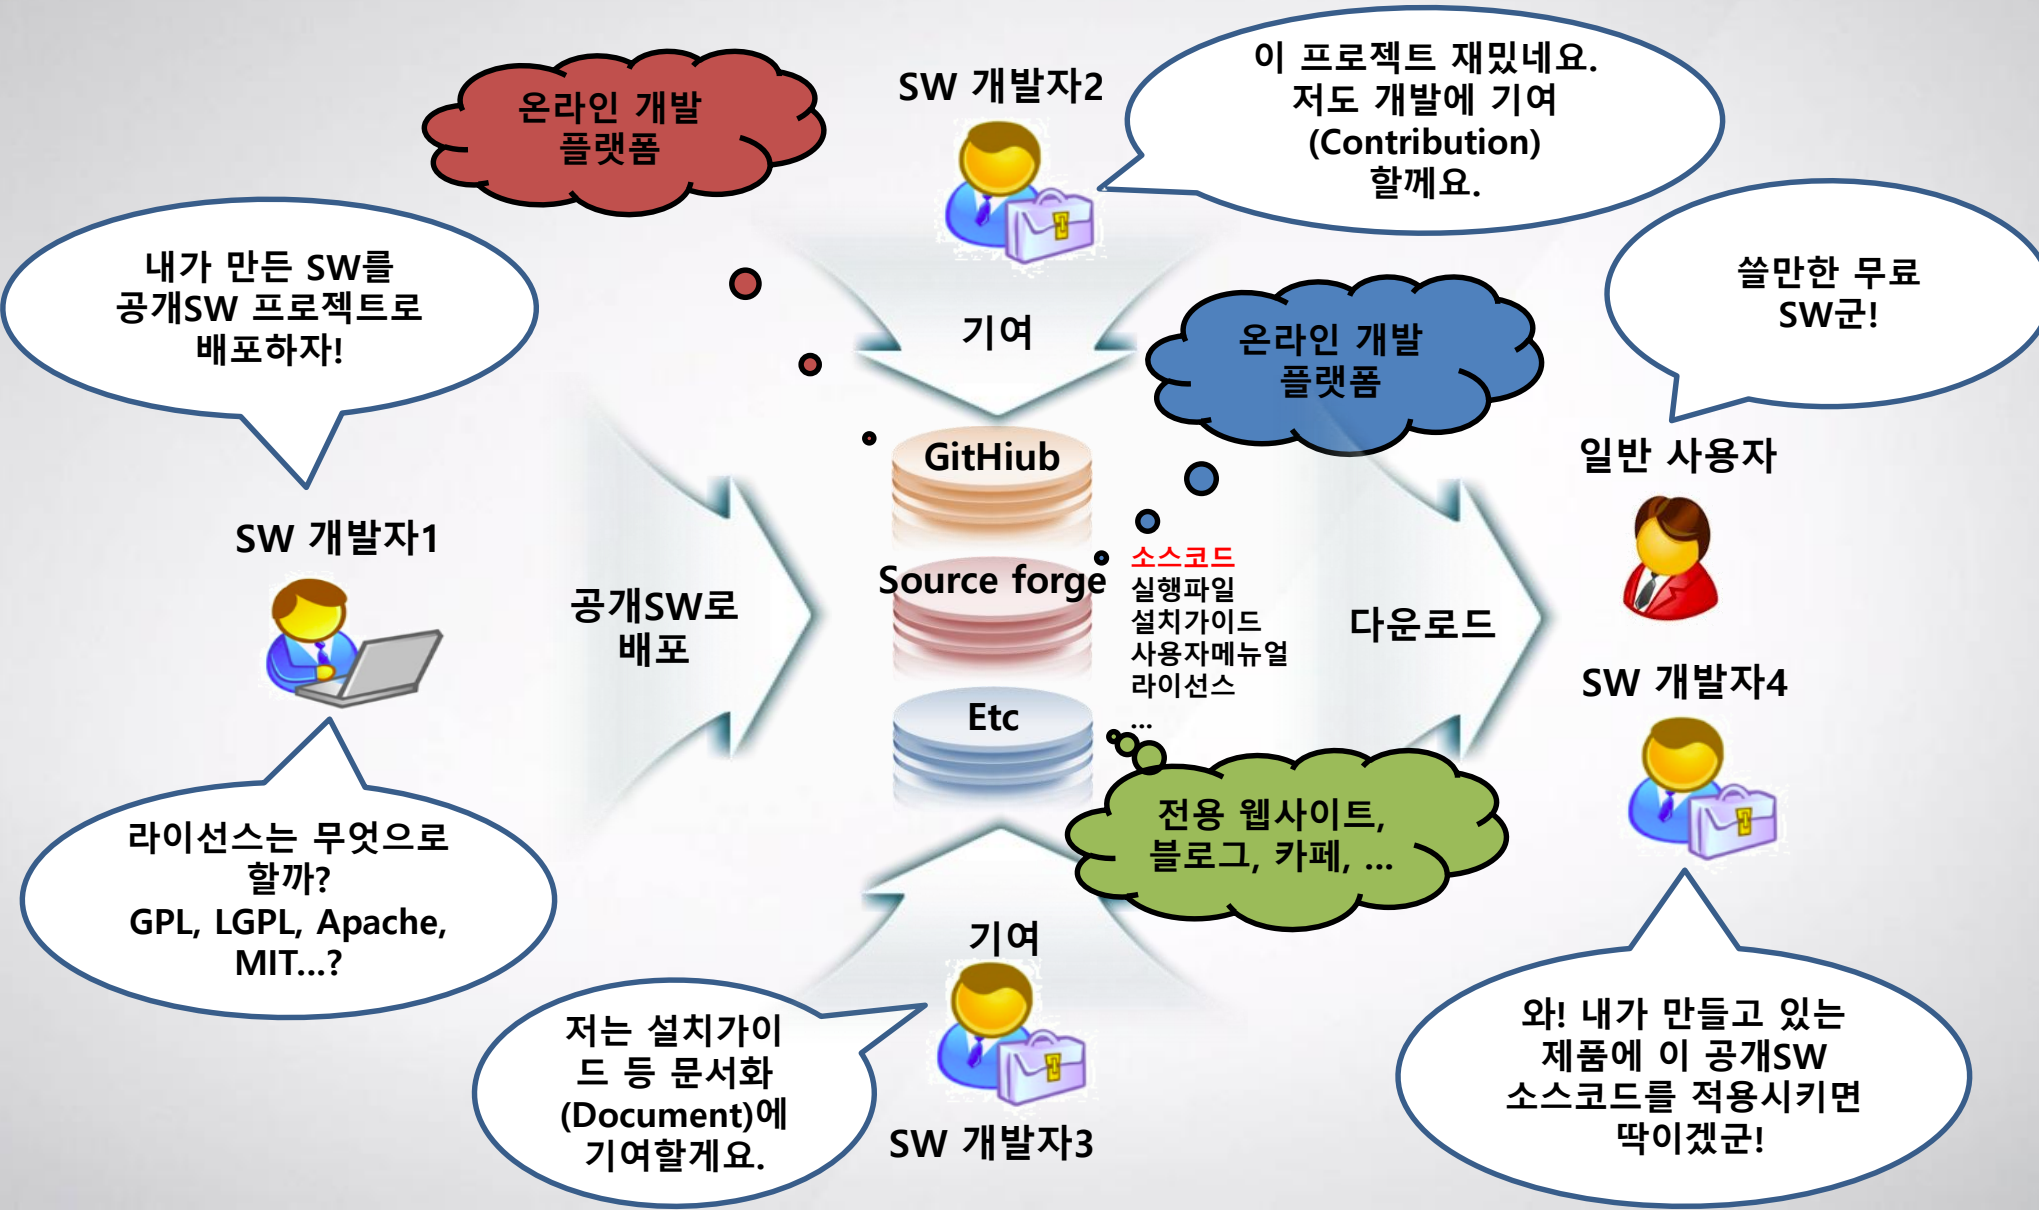 온라인 개발
플랫폼
SW 개발자2
이 프로젝트 재밌네요.
저도 개발에 기여
(Contribution)
할께요.
내가 만든 SW를
공개SW 프로젝트로
배포하자!
쓸만한 무료
SW군!
기여
온라인 개발
플랫폼
GitHiub
일반 사용자
SW 개발자1
Source forge
소스코드
실행파일
설치가이드
사용자메뉴얼
라이선스
...
공개SW로
배포
다운로드
SW 개발자4
Etc
전용 웹사이트,
블로그, 카페, ...
라이선스는 무엇으로
할까?
GPL, LGPL, Apache,
MIT...?
기여
저는 설치가이
드 등 문서화
(Document)에
기여할게요.
SW 개발자3
와! 내가 만들고 있는
제품에 이 공개SW
소스코드를 적용시키면
딱이겠군!